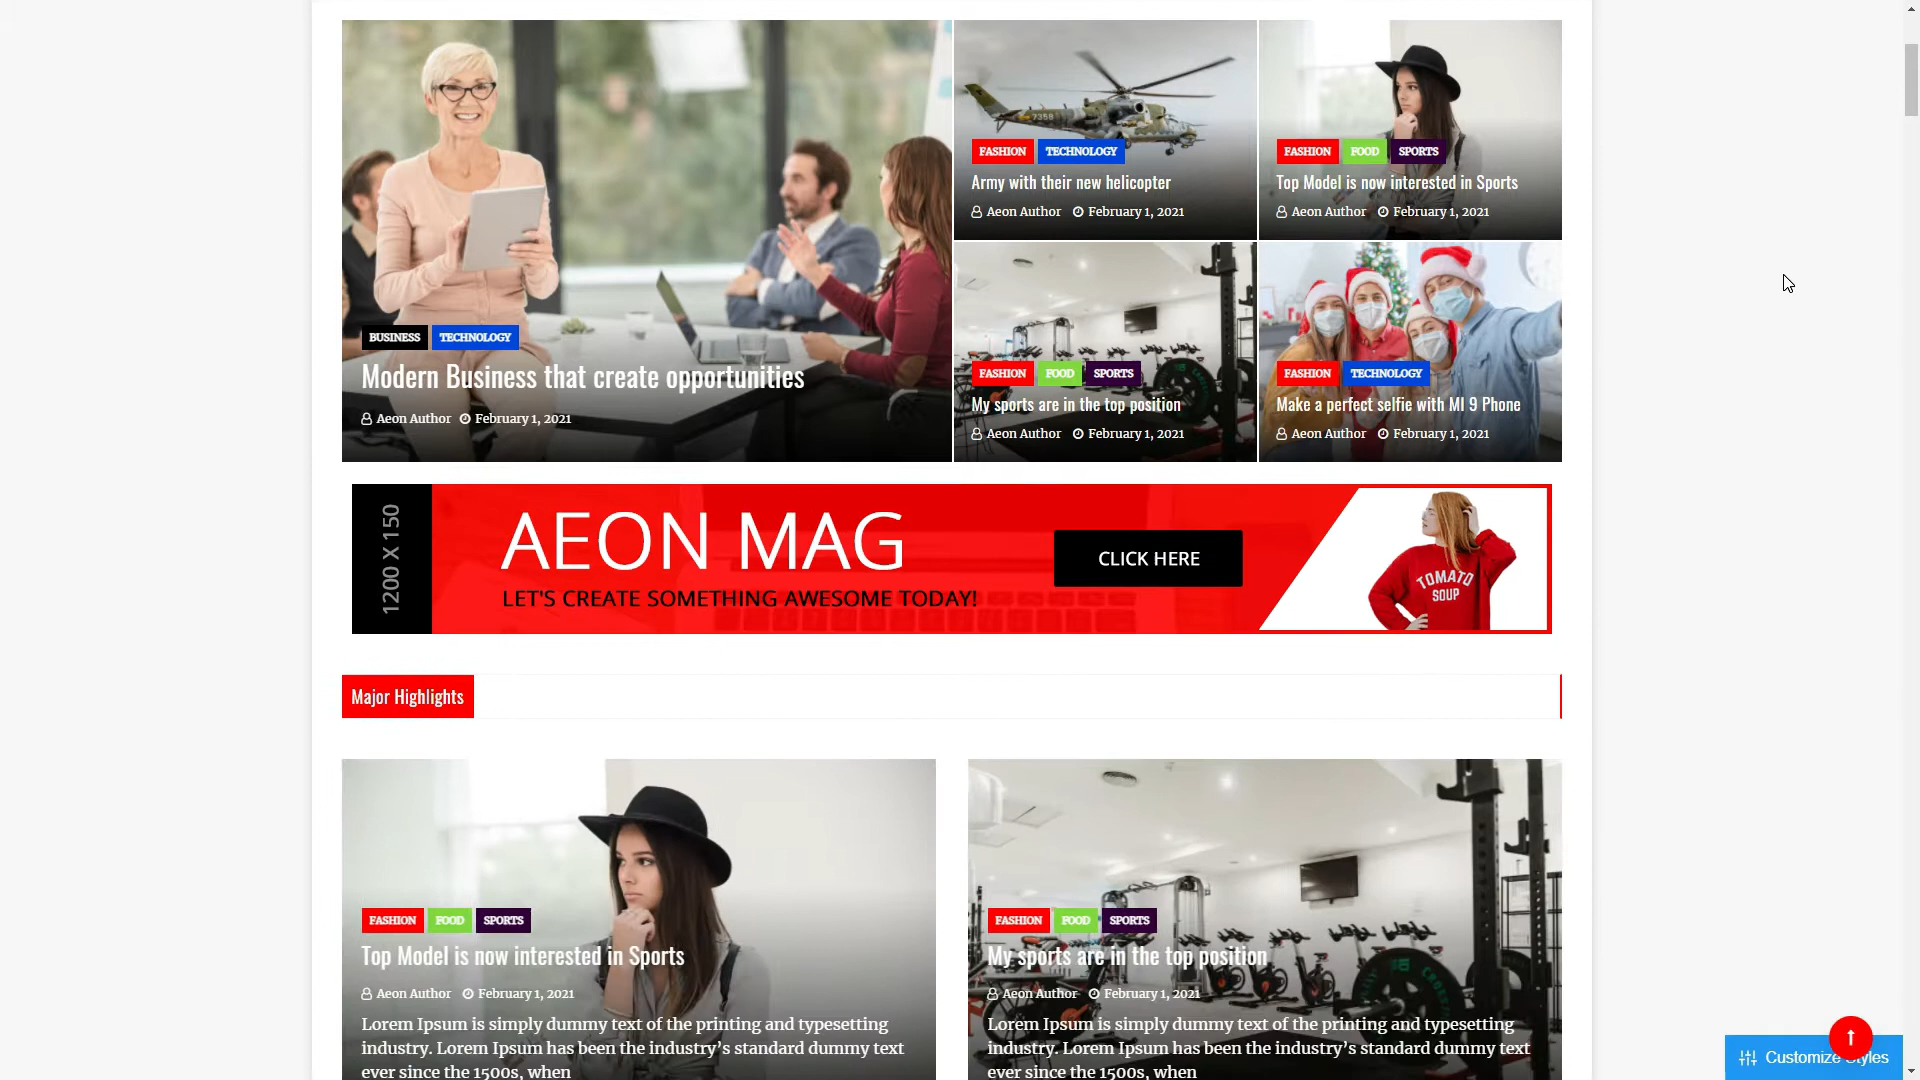 BUSINESS TECHNOLOGY
Modern Business that create opportunities
Aeon Author February 1, 2021
7358
FASHION TECHNOLOGY
Army with their new helicopter
Aeon Author February 1, 2021
FASHION FOOD SPORTS
Top Model is now interested in Sports
Aeon Author February 1, 2021
FASHION FOOD SPORTS
My sports are in the top position
Aeon Author February 1, 2021
FASHION TECHNOLOGY
Make a perfect selfie with MI 9 Phone
Aeon Author February 1, 2021
1200 X 150
AEON MAG
LET'S CREATE SOMETHING AWESOME TODAY!
CLICK HERE
TOMATO
SOUP
Major Highlights
FASHION FOOD SPORTS
Top Model is now interested in Sports
Aeon Author February 1, 2021
Lorem Ipsum is simply dummy text of the printing and typesetting
industry. Lorem Ipsum has been the industry’s standard dummy text
ever since the 1500s, when
FASHION FOOD SPORTS
My sports are in the top position
Aeon Author February 1, 2021
Lorem Ipsum is simply dummy text of the printing and typesetting
industry. Lorem Ipsum has been the industry’s standard dummy text
ever since the 1500s, when
Customize Styles